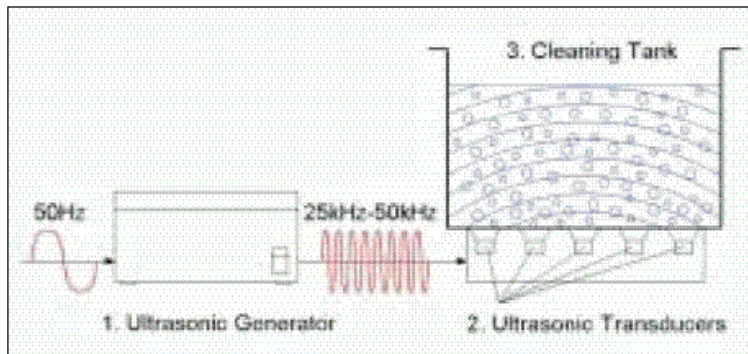 3. Cleaning Tank
50Hz
25kHz-50kHz
1. Ultrasonic Generator
2. Ultrasonic Transducers